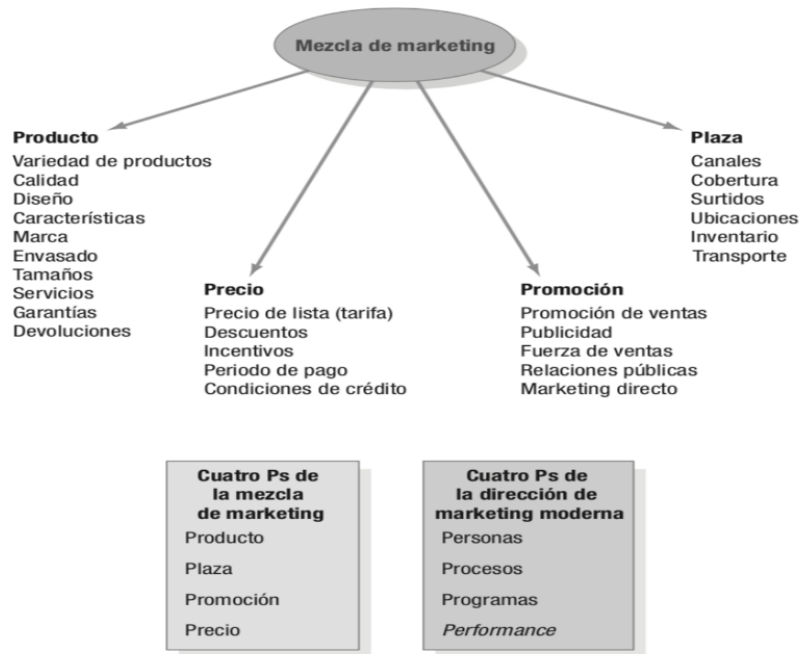 Mezcla de marketing
Producto
Variedad de productos
Calidad
Diseño
Características
Marca
Envasado
Tamaños
Servicios
Garantías
Devoluciones
Precio
Precio de lista (tarifa)
Descuentos
Incentivos
Periodo de pago
Condiciones de crédito
Promoción
Promoción de ventas
Publicidad
Fuerza de ventas
Relaciones públicas
Marketing directo
Plaza
Canales
Cobertura
Surtidos
Ubicaciones
Inventario
Transporte
Cuatro Ps de
la mezcla
de marketing
Producto
Plaza
Promoción
Precio
Cuatro Ps de
la dirección de
marketing moderna
Personas
Procesos
Programas
Performance